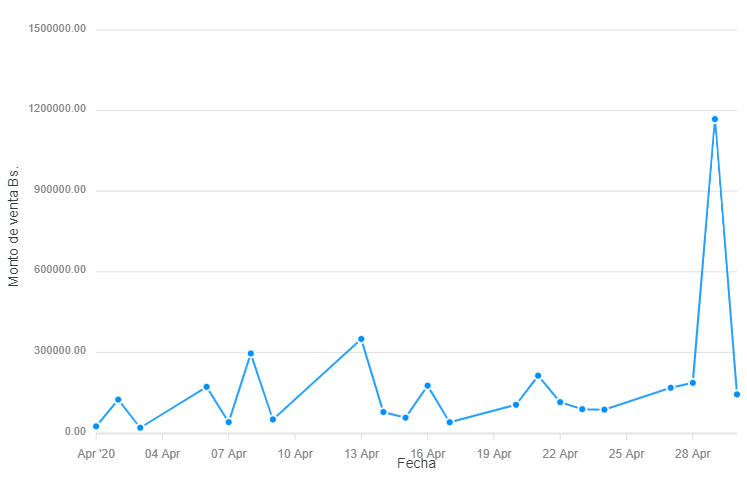 1500000.00
1200000.00
900000.00
600000.00
300000.00
0.00
Monto de venta Bs.
Apr '20 04 Apr 07 Apr 10 Apr 13 Apr 16 Apr 19 Apr 22 Apr 25 Apr 28 Apr
Fecha